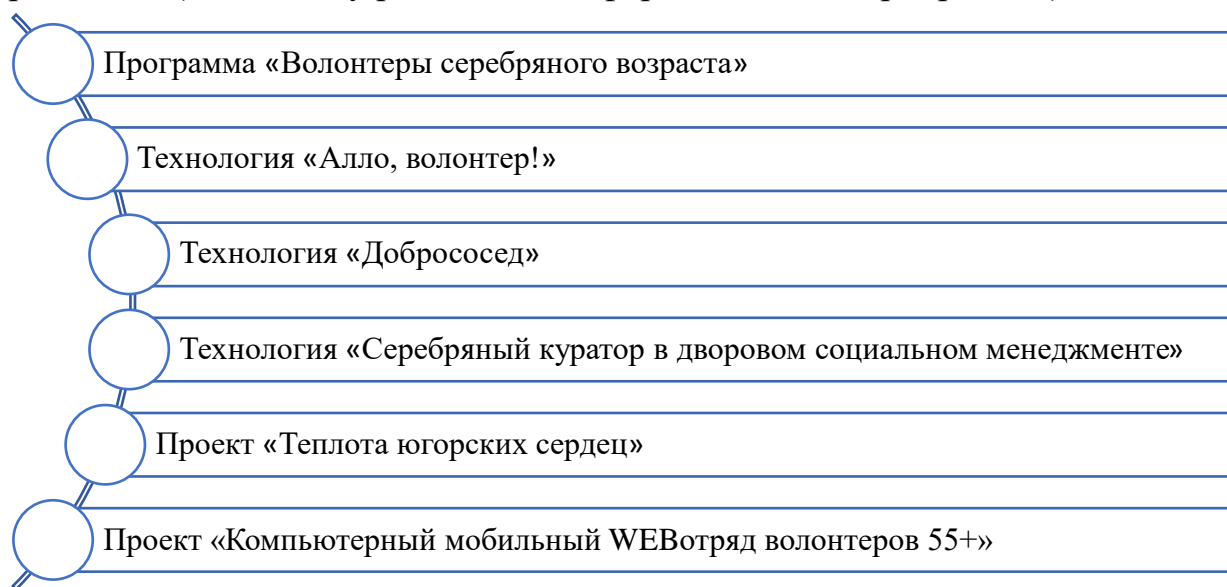 Программа «Волонтеры серебряного возраста»
Технология «Алло, волонтер!»
Технология «Добрососед»
Технология «Серебряный куратор в дворовом социальном менеджменте»
Проект «Теплота югорских сердец»
Проект «Компьютерный мобильный WEBотряд волонтеров 55+»